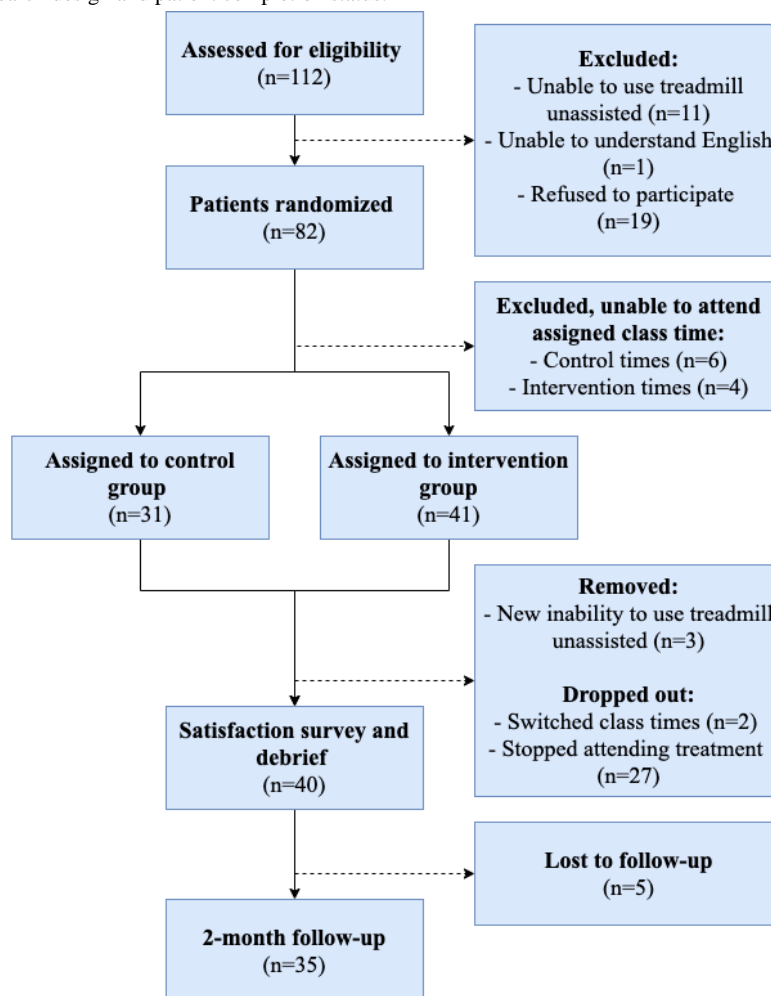 Assessed for eligibility
(n=112)
Excluded:
- Unable to use treadmill
unassisted (n=11)
- Unable to understand English
(n=1)
- Refused to participate
(n=19)
Patients randomized
(n=82)
Excluded, unable to attend
assigned class time:
- Control times (n=6)
- Intervention times (n=4)
Assigned to control
group
(n=31)
Assigned to intervention
group
(n=41)
Removed:
- New inability to use treadmill
unassisted (n=3)
Dropped out:
- Switched class times (n=2)
- Stopped attending treatment
(n=27)
Satisfaction survey and
debrief
(n=40)
Lost to follow-up
(n=5)
2-month follow-up
(n=35)